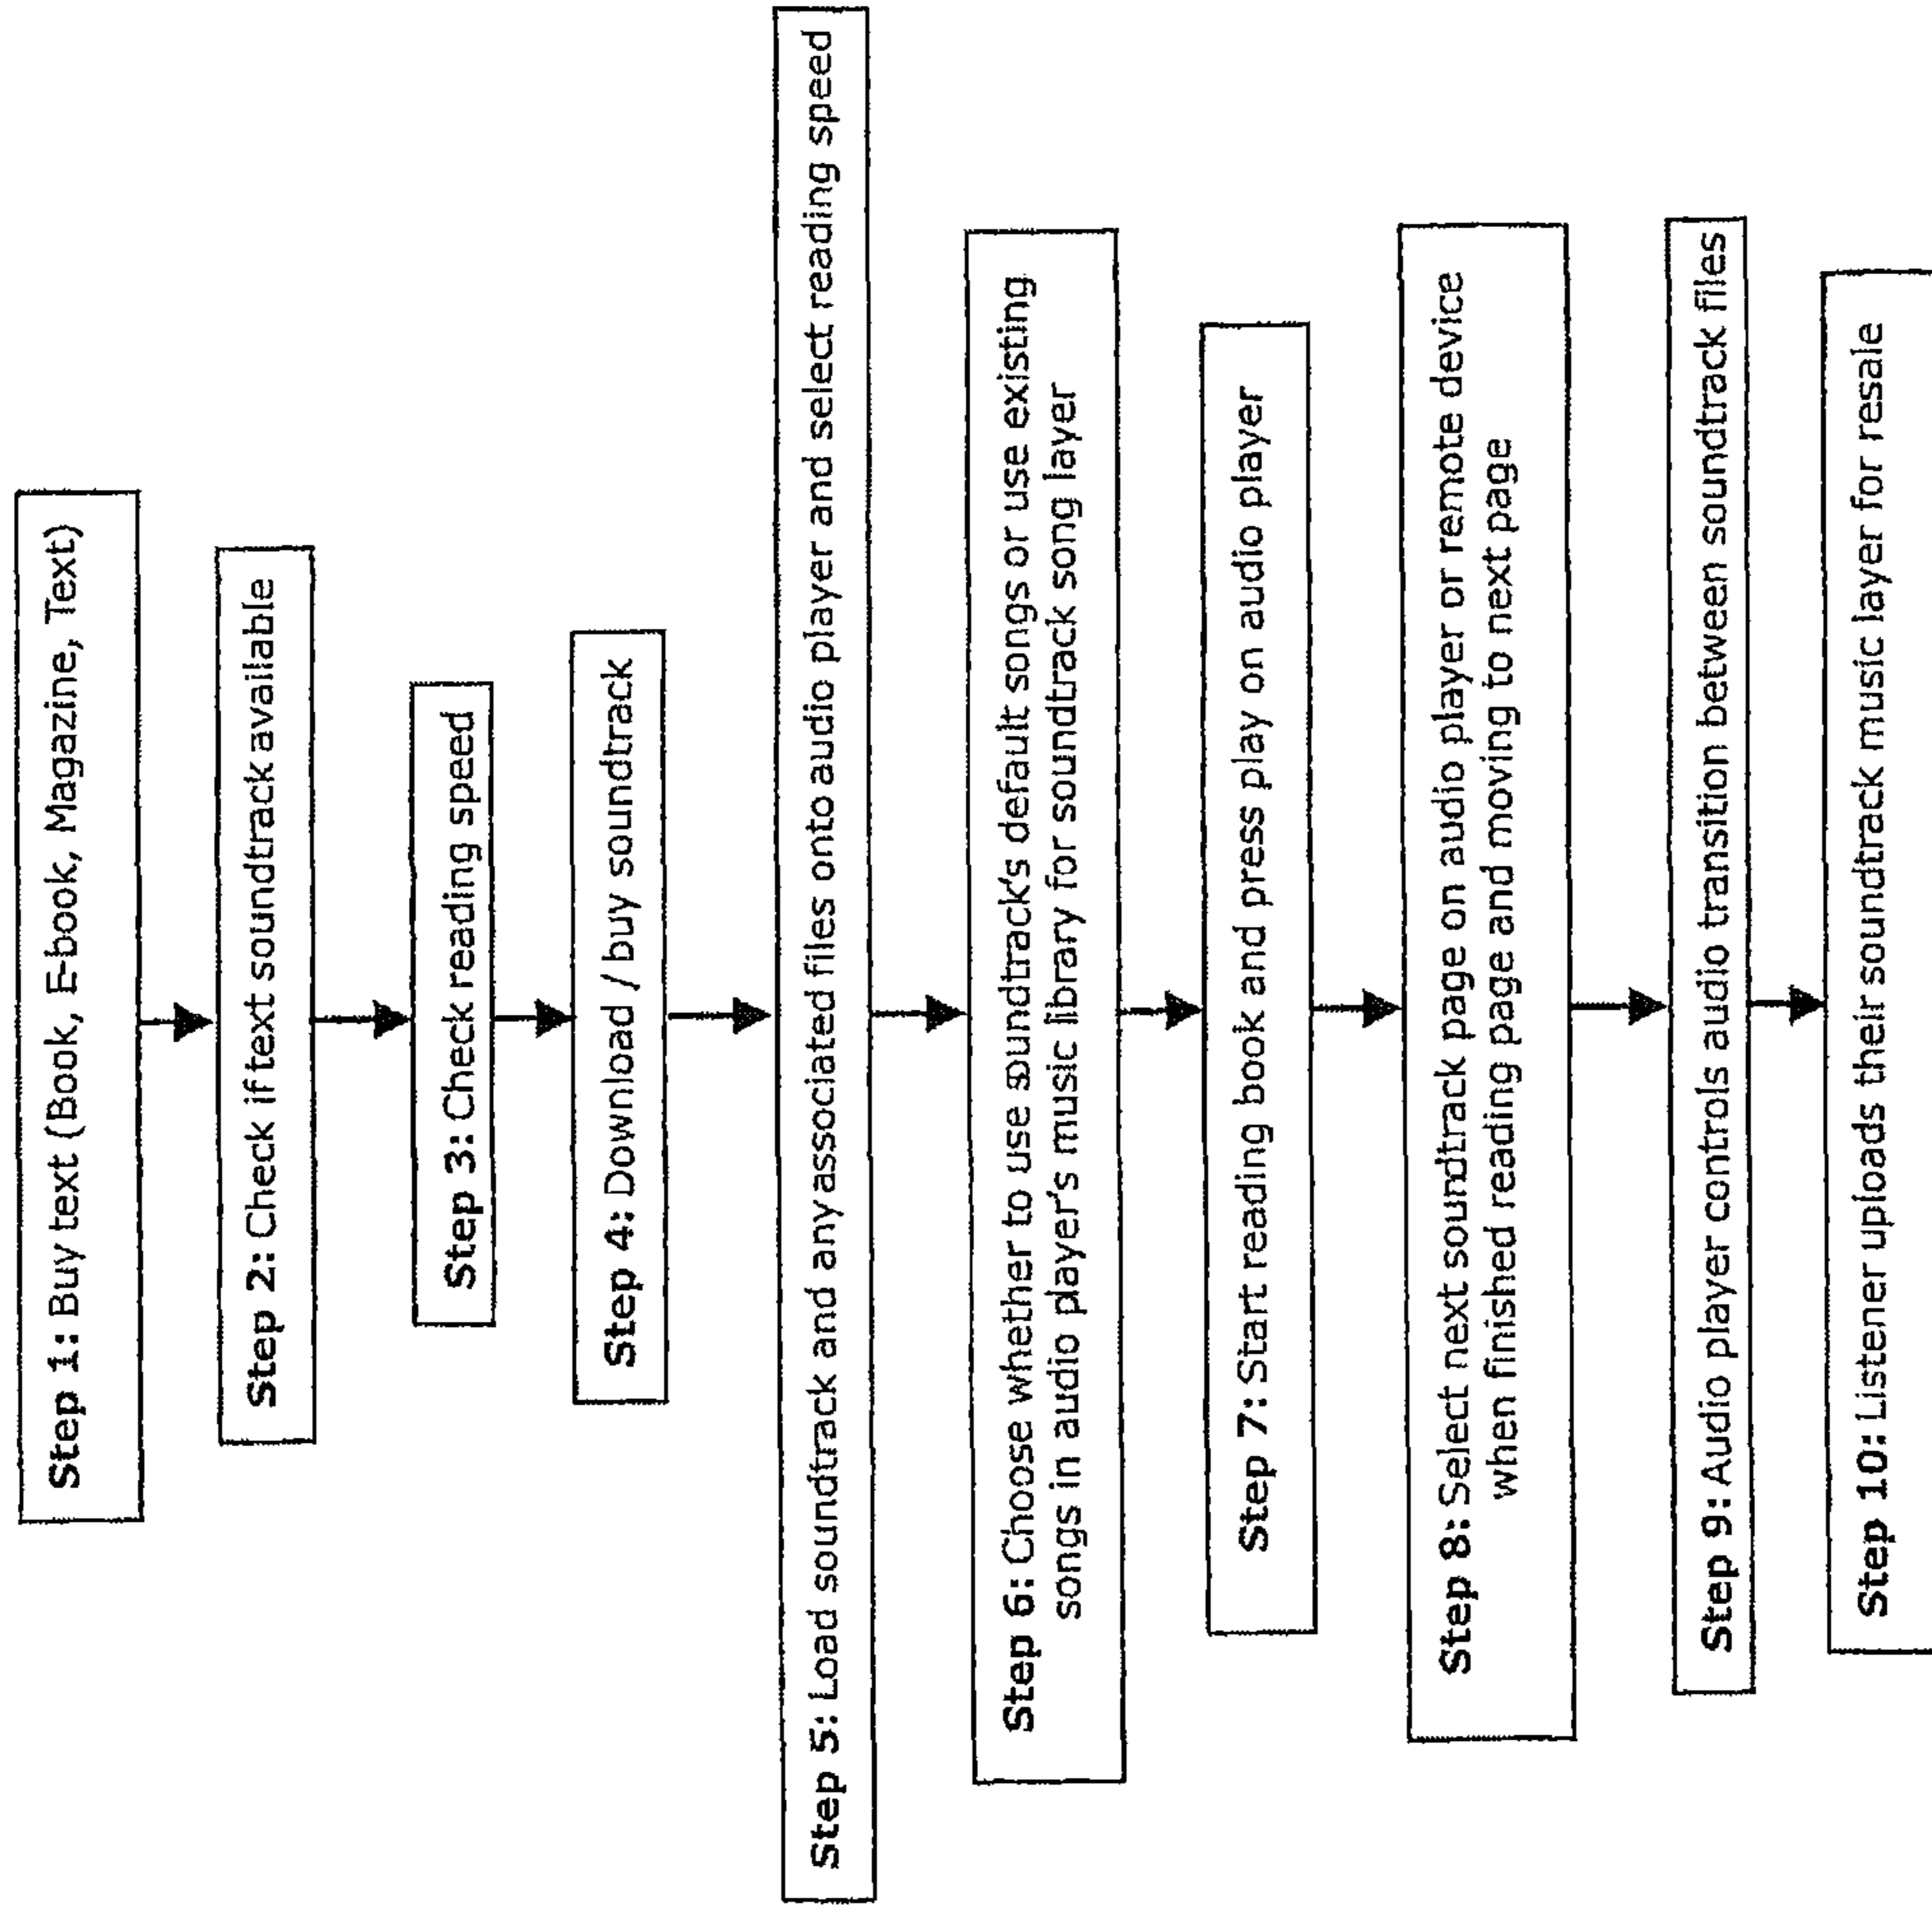 Step 1: Buy text (Book, E-book, Magazine, Text)
Step 2: Check if text soundtrack available
Step 3: Check reading speed
Step 4: Download / buy soundtrack
Step 5: Load soundtrack and any associated files onto audio player and select reading speed
Step 6: Choose whether to use soundtrack's default songs or use existing
songs in audio player's music library for soundtrack song layer
Step 7: Start reading book and press play on audio player
Step 8: Select next soundtrack page on audio player or remote device
when finished reading page and moving to next page
Step 9: Audio player controls audio transition between soundtrack files
Step 10: Listener uploads their soundtrack music layer for resale